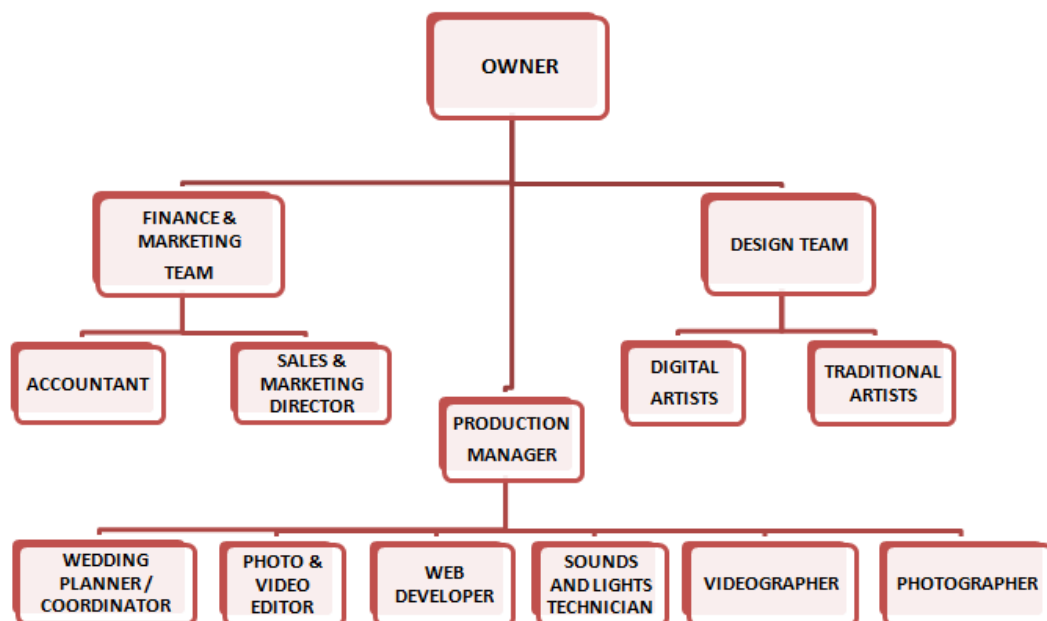 OWNER
FINANCE &
MARKETING
TEAM
DESIGN TEAM
ACCOUNTANT
SALES &
MARKETING
DIRECTOR
DIGITAL
ARTISTS
TRADITIONAL
ARTISTS
PRODUCTION
MANAGER
WEDDING
PLANNER /
COORDINATOR
PHOTO &
VIDEO
EDITOR
WEB
DEVELOPER
SOUNDS
AND LIGHTS
TECHNICIAN
VIDEOGRAPHER
PHOTOGRAPHER